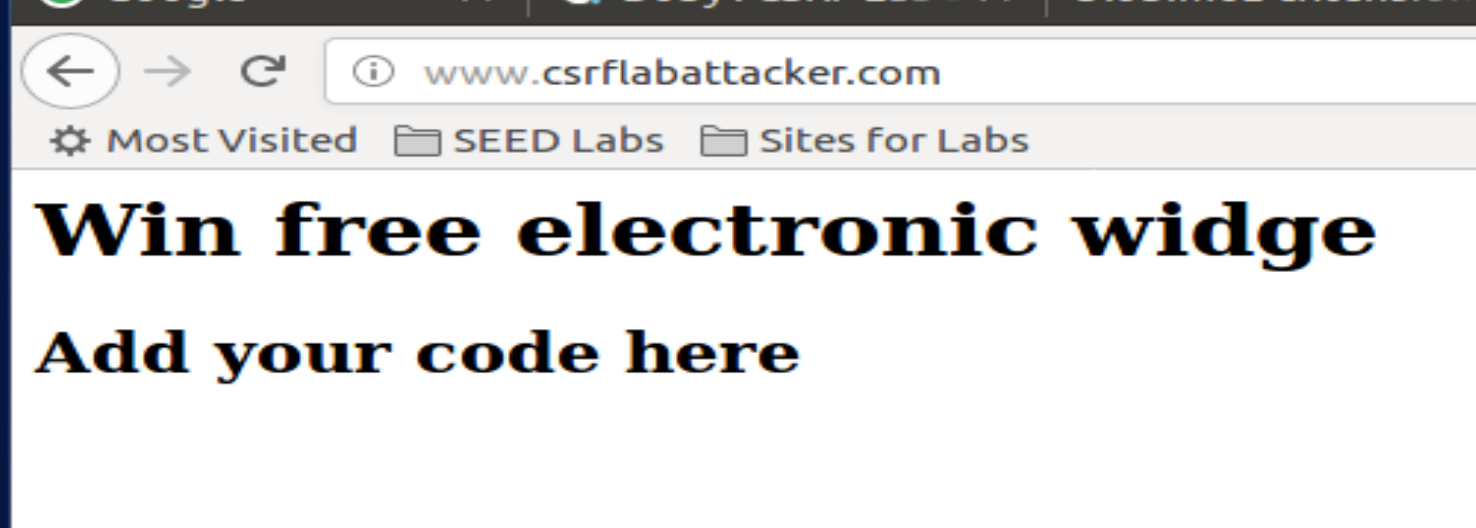 www.csrflabattacker.com
Most Visited SEED Labs Sites for Labs
Win free electronic widge
Add your code here